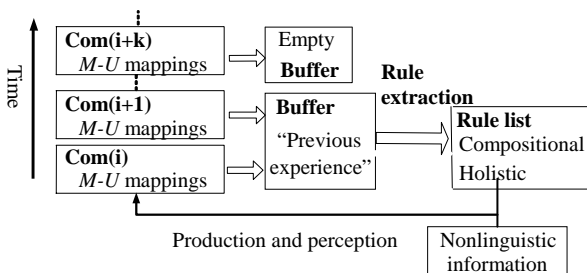 Time
Com(i+k)
M-U mappings
Empty
Buffer
Com(i+1)
M-U mappings
Com(i)
M-U mappings
Buffer
“Previous
experience”
Rule
extraction
Rule list
Compositional
Holistic
Production and perception
Nonlinguistic
information